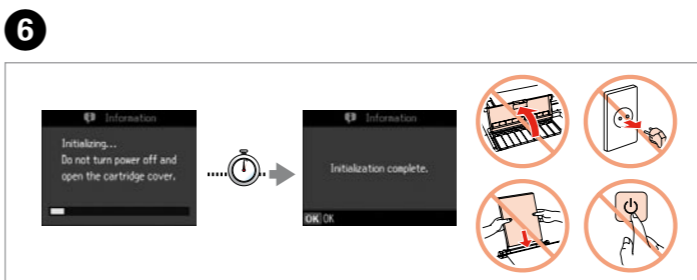 6
Information
Initializing...
Do not turn power off and
open the cartridge cover.
Information
Initialization complete.
OK OK